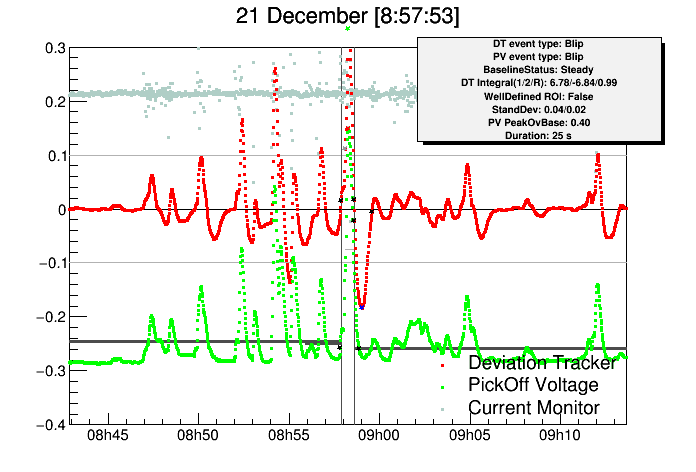 21 December [8:57:53]
DT event type: Blip
PV event type: Blip
BaselineStatus: Steady
DT Integral(1/2/R): 6.78/-6.84/0.99
WellDefined ROI: False
StandDev: 0.04/0.02
PV PeakOvBase: 0.40
Duration: 25 s
0.3
0.2
0.1
0
−0.1
−0.2
−0.3
−0.4
Deviation Tracker
PickOff Voltage
Current Monitor
08h45 08h50 08h55 09h00 09h05 09h10